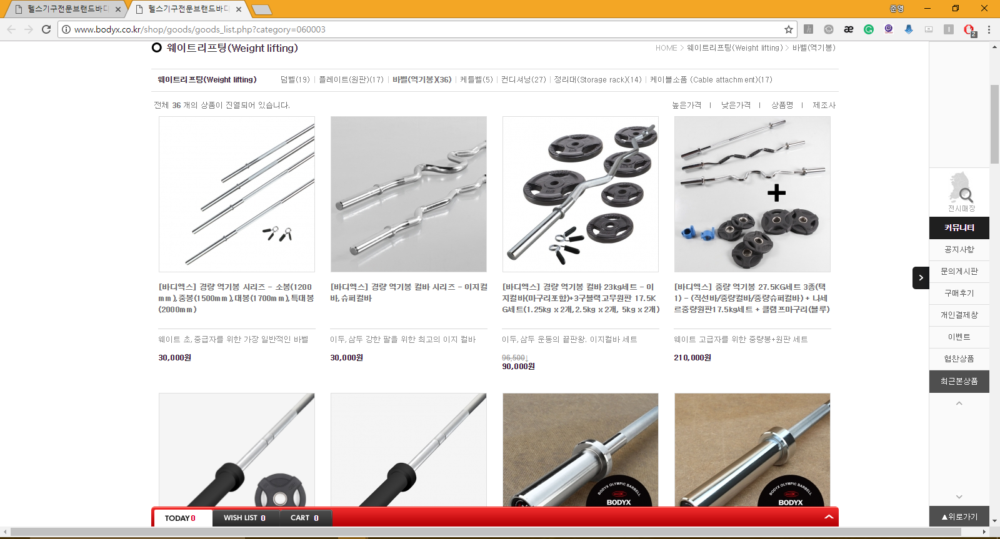 헬스기구전문브랜드바디
헬스기구전문브랜드바디
준영
www.bodyx.co.kr/shop/goods/goods_list.php?category=060003
2
웨이트리프팅(Weight lifting)
HOME > 웨이트리프팅(Weight lifting) > 바벨(역기봉)
웨이트리프팅(Weight lifting) 덤벨(19) | 플레이트(원판)(17) | 바벨(역기봉)(36) | 케틀벨(5) | 컨디셔닝(27) | 정리대(Storage rack)(14) | 케이블소품 (Cable attachment)(17)
전체 36 개의 상품이 진열되어 있습니다.
높은가격 | 낮은가격 | 상품명 | 제조사
[바디엑스] 경량 역기봉 시리즈 - 소봉(1200
mm),중봉(1500mm),대봉(1700mm),특대봉
(2000mm)
웨이트 초,중급자를 위한 가장 일반적인 바벨
30,000원
[바디엑스] 경량 역기봉 컬바 시리즈 - 이지컬
바,슈퍼컬바
이두,삼두 강한 팔을 위한 최고의 이지 컬바
30,000원
[바디엑스] 경량 역기봉 컬바 23kg세트 - 이
지컬바(마구리포함)+3구블랙고무원판 17.5K
G세트(1.25kg x 2개,2.5kg x 2개, 5kg x 2개)
이두,삼두 운동의 끝판왕. 이지컬바 세트
96,500↓
90,000원
[바디엑스] 중량 역기봉 27.5KG세트 3종(택
1) - (직선바/중량컬바/중량슈퍼컬바) + 나세
르중량원판17.5kg세트 + 클램프마구리(블루)
웨이트 고급자를 위한 중량봉+원판 세트
210,000원
BODYX OLYMPIC BARBELL
BODYX
BODYX OLYMPIC BARBELL
BODYX
전시매장
커뮤니티
공지사항
문의게시판
구매후기
개인결제창
이벤트
협찬상품
최근본상품
▲위로가기
TODAY 0
WISH LIST 0
CART 0